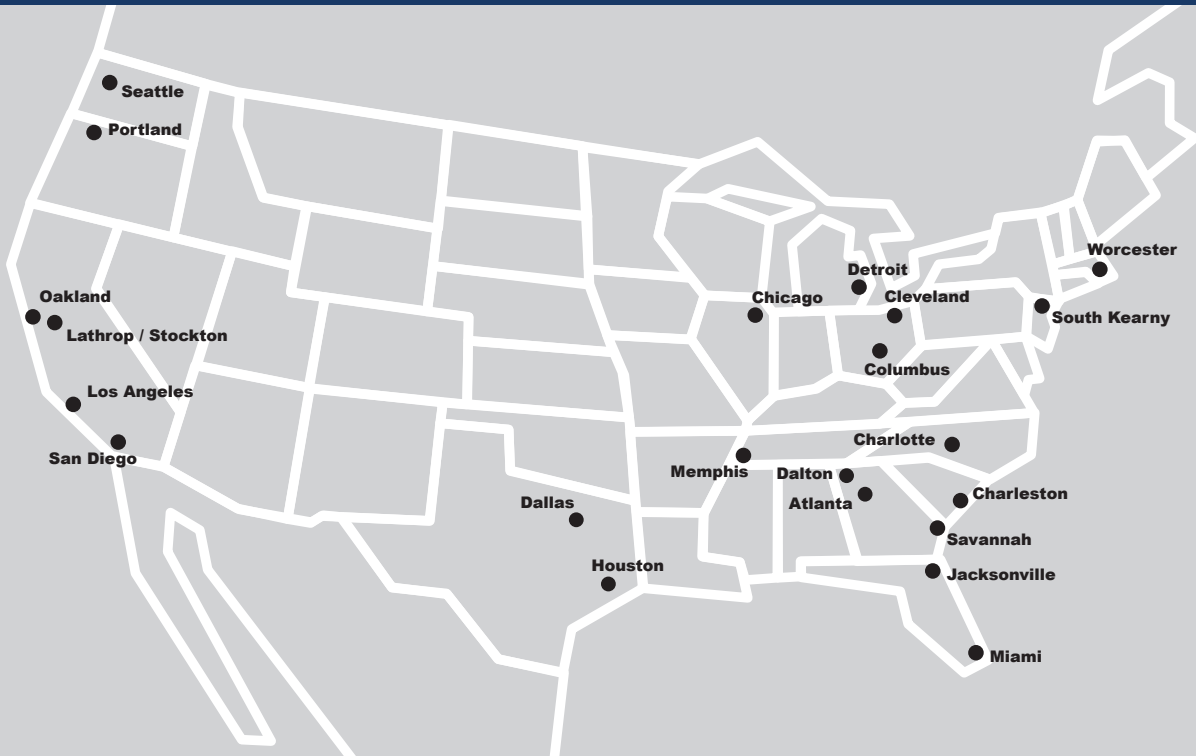 Seattle
Portland
Worcester
Detroit
Oakland
Chicago
Cleveland
South Kearny
Lathrop / Stockton
Columbus
Los Angeles
Charlotte
San Diego
Memphis
Dalton
Charleston
Dallas
Atlanta
Savannah
Houston
Jacksonville
Miami